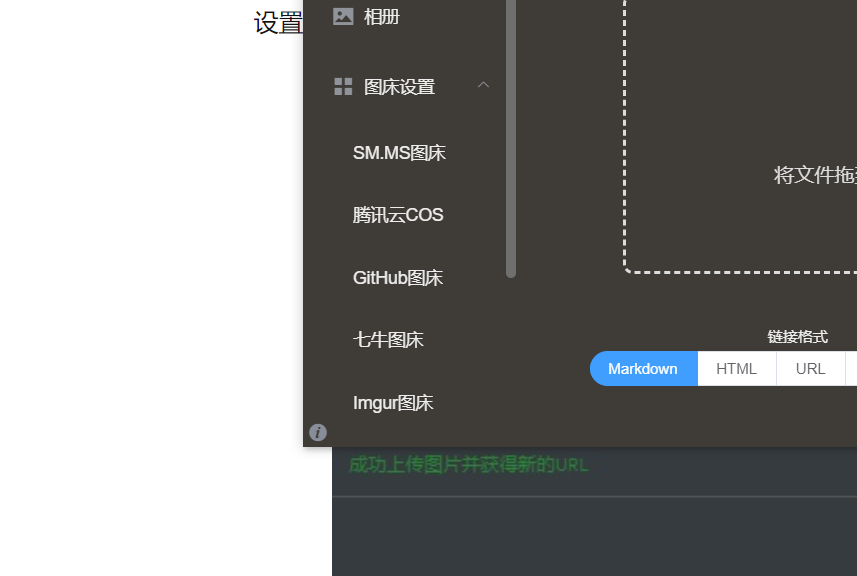 设置
相册
图床设置
SM.MS图床
腾讯云COS
GitHub图床
七牛图床
Imgur图床
将文件拖
链接格式
Markdown HTML URL
成功上传图片并获得新的URL